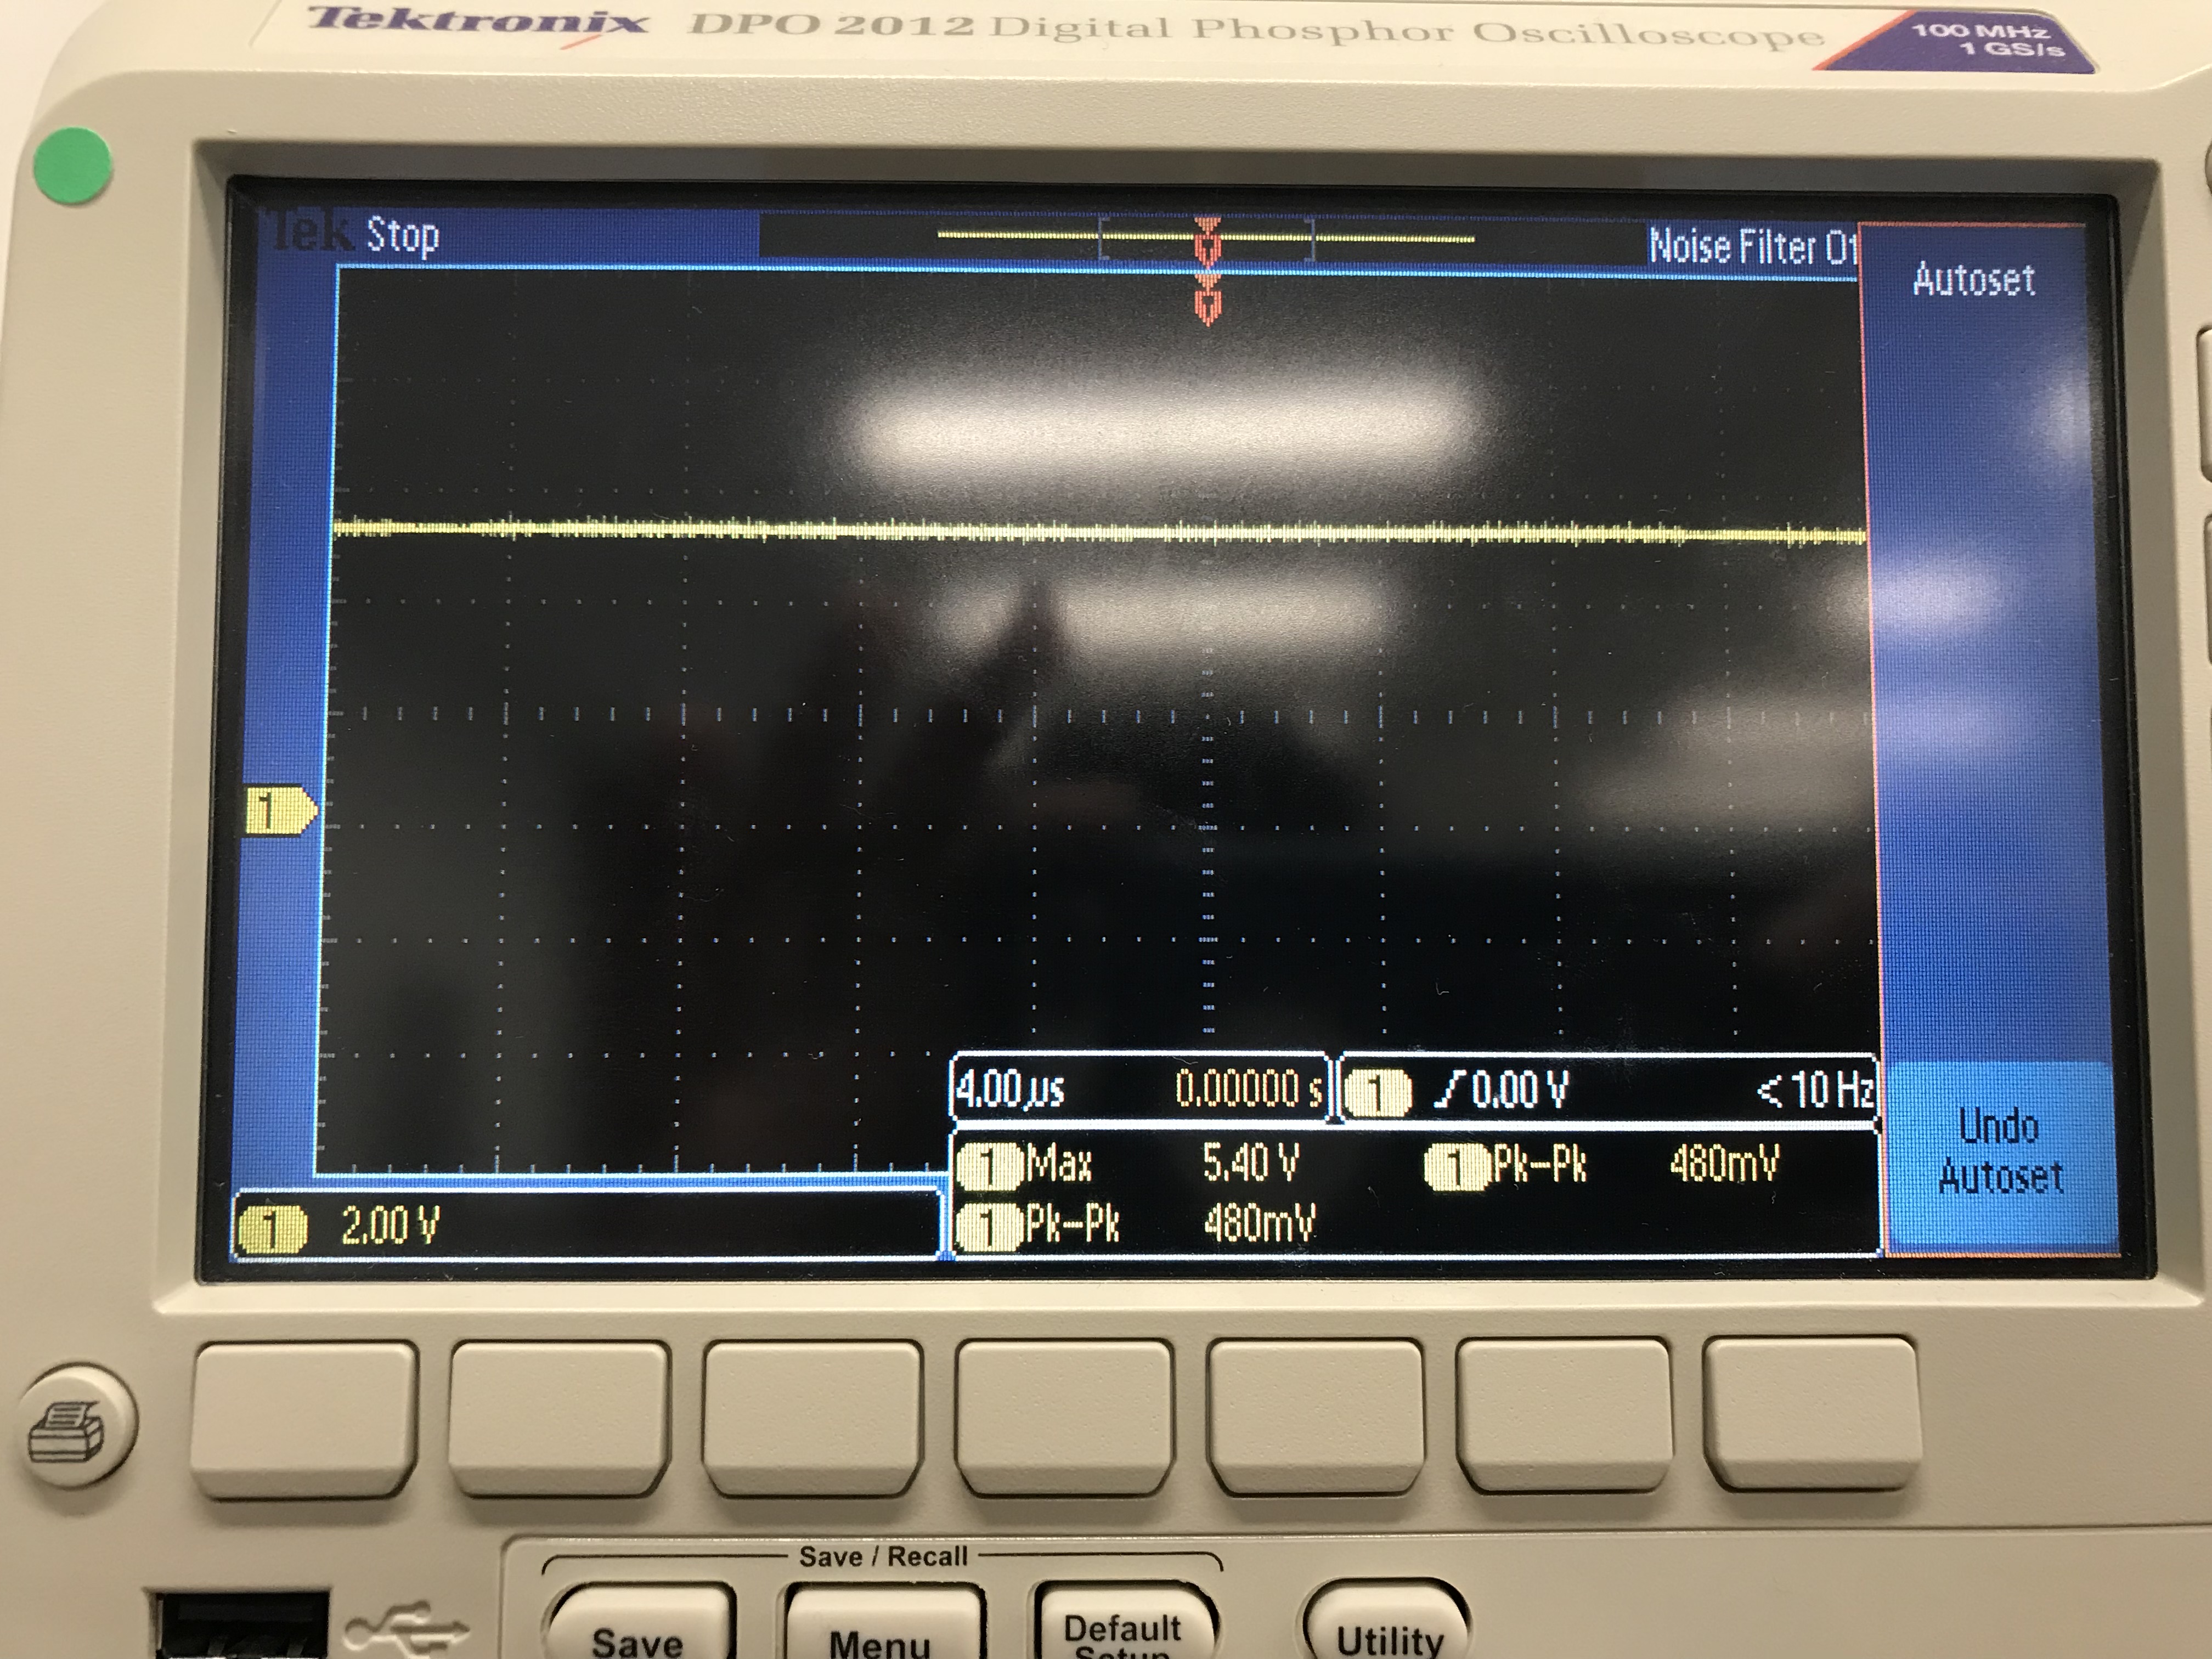 Tektronix DPO 2012 Digital Phosphor Oscilloscope
100 MHz
1 GS/s
Tek Stop
Noise Filter Of
Autoset
T
T
1
4.00µs 0.00000 s
1 0.00 V < 10 Hz
1 Max 5.40 V 1 Pk-Pk 480mV
1 Pk-Pk 480mV
1 2.00 V
Undo
Autoset
Save / Recall
Save
Menu
Default
Setup
Utility